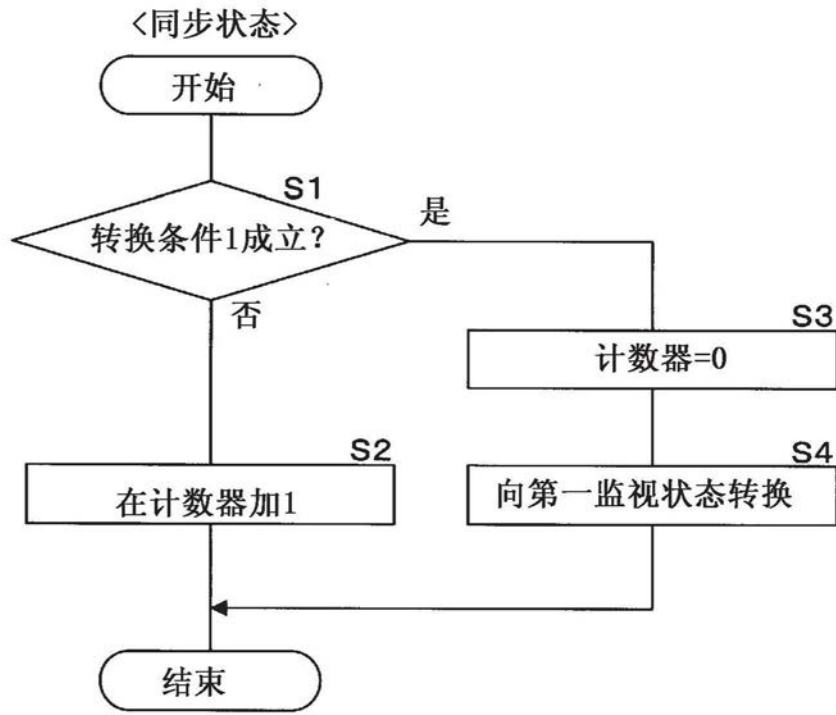 <同步状态>
开始
S1
转换条件1成立?
是
否
S3
计数器=0
S2
在计数器加1
S4
向第一监视状态转换
结束